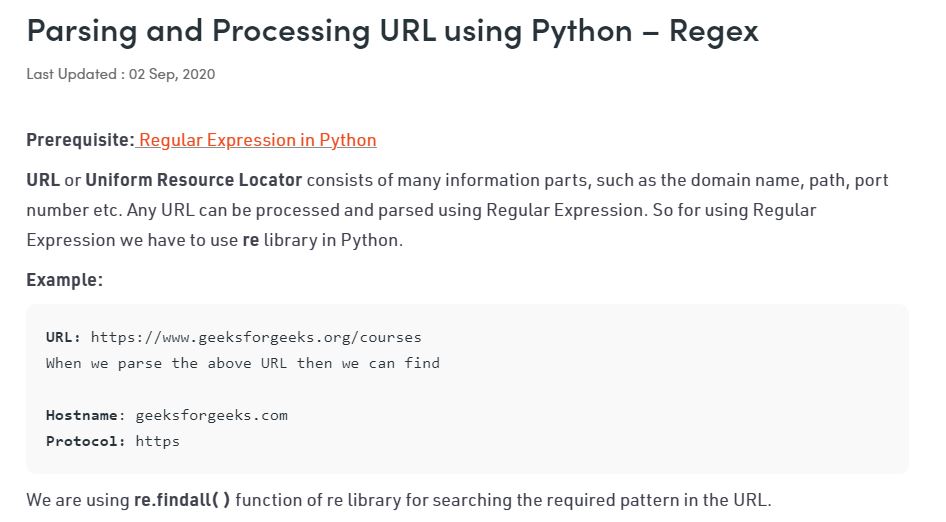 Parsing and Processing URL using Python – Regex
Last Updated : 02 Sep, 2020
Prerequisite: Regular Expression in Python
URL or Uniform Resource Locator consists of many information parts, such as the domain name, path, port
number etc. Any URL can be processed and parsed using Regular Expression. So for using Regular
Expression we have to use re library in Python.
Example:
URL: https://www.geeksforgeeks.org/courses
When we parse the above URL then we can find
Hostname: geeksforgeeks.com
Protocol: https
We are using re.findall( ) function of re library for searching the required pattern in the URL.